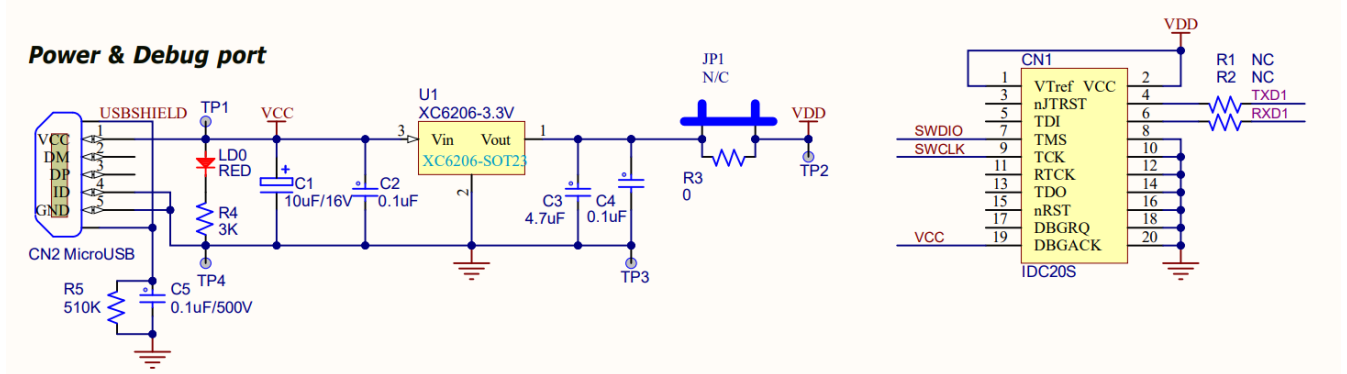 Power & Debug port
USBSHIELD
VCC
DM
DP
ID
GND
1
2
3
4
5
CN2 MicroUSB
R5
510K
C5
0.1uF/500V
TP1
LD0
RED
R4
3K
TP4
VCC
C1
10uF/16V
C2
0.1uF
U1
XC6206-3.3V
3
Vin
Vout
1
XC6206-SOT23
2
C3
4.7uF
C4
0.1uF
TP3
JP1
N/C
R3
0
VDD
TP2
VDD
CN1
R1 NC
R2 NC
TXD1
RXD1
1 VTref VCC 2
3 nJTRST 4
5 TDI 6
SWDIO 7 TMS 8
SWCLK 9 TCK 10
11 RTCK 12
13 TDO 14
15 nRST 16
17 DBGRQ 18
VCC 19 DBGACK 20
IDC20S